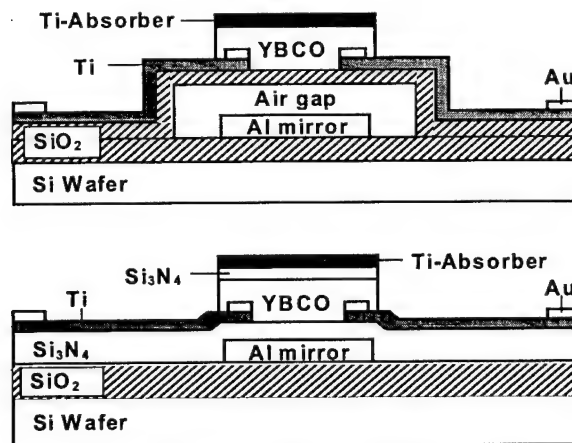 Ti-Absorber
YBCO
Ti
Au
Air gap
Al mirror
SiO2
Si Wafer
Ti-Absorber
Si3N4
Ti
YBCO
Au
Si3N4
Al mirror
SiO2
Si Wafer